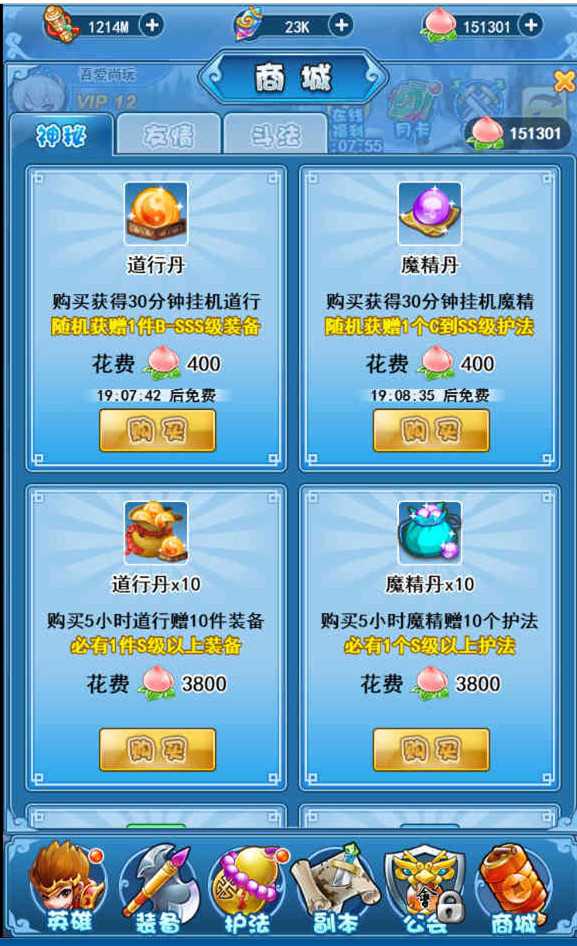 1214M
23K
151301
吾爱尚玩
VIP 12
商城
神秘
友情
斗法
在线
福利
:07:55
月卡
151301
道行丹
购买获得30分钟挂机道行
随机获赠1件B-SSS级装备
花费 400
19:07:42 后免费
购买
魔精丹
购买获得30分钟挂机魔精
随机获赠1个C到SS级护法
花费 400
19:08:35 后免费
购买
道行丹x10
购买5小时道行赠10件装备
必有1件S级以上装备
花费 3800
购买
魔精丹x10
购买5小时魔精赠10个护法
必有1个S级以上护法
花费 3800
购买
英雄
装备
护法
副本
公会
商城